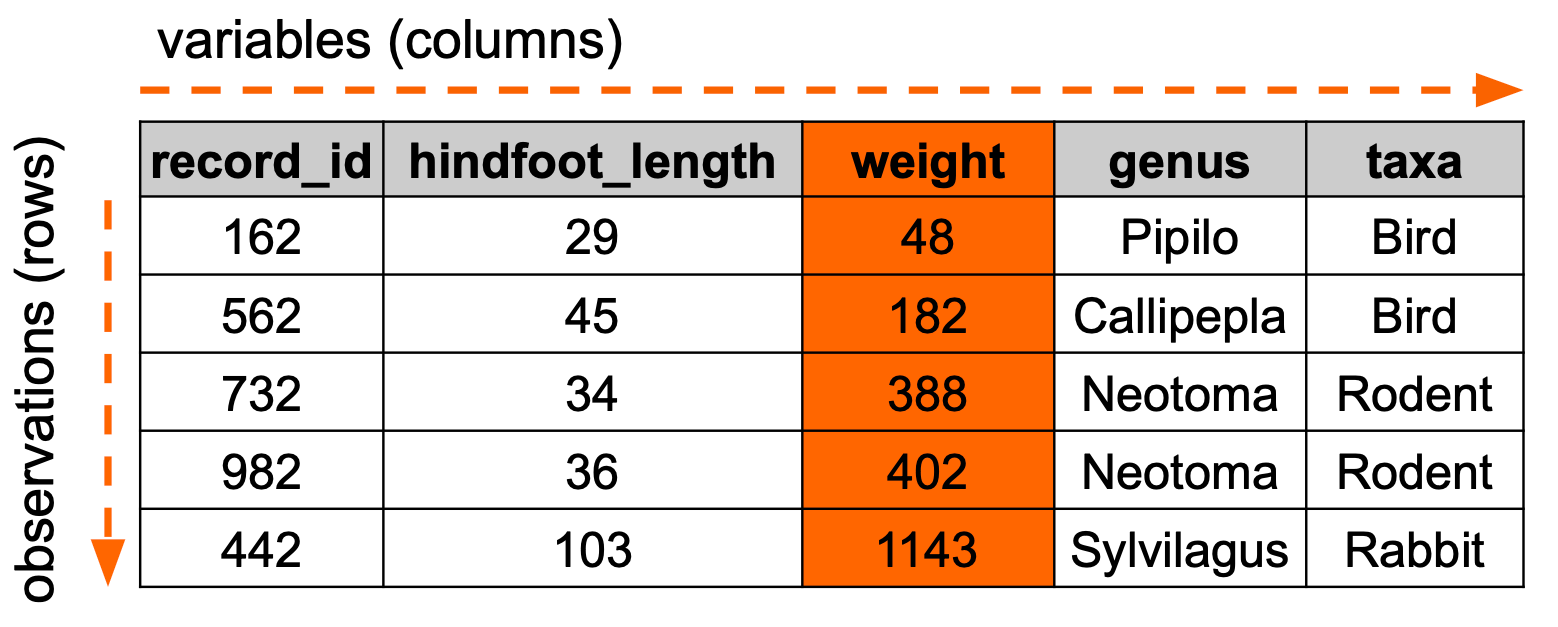 variables (columns)
observations (rows)
record_id hindfoot_length weight genus taxa
162 29 48 Pipilo Bird
562 45 182 Callipepla Bird
732 34 388 Neotoma Rodent
982 36 402 Neotoma Rodent
442 103 1143 Sylvilagus Rabbit